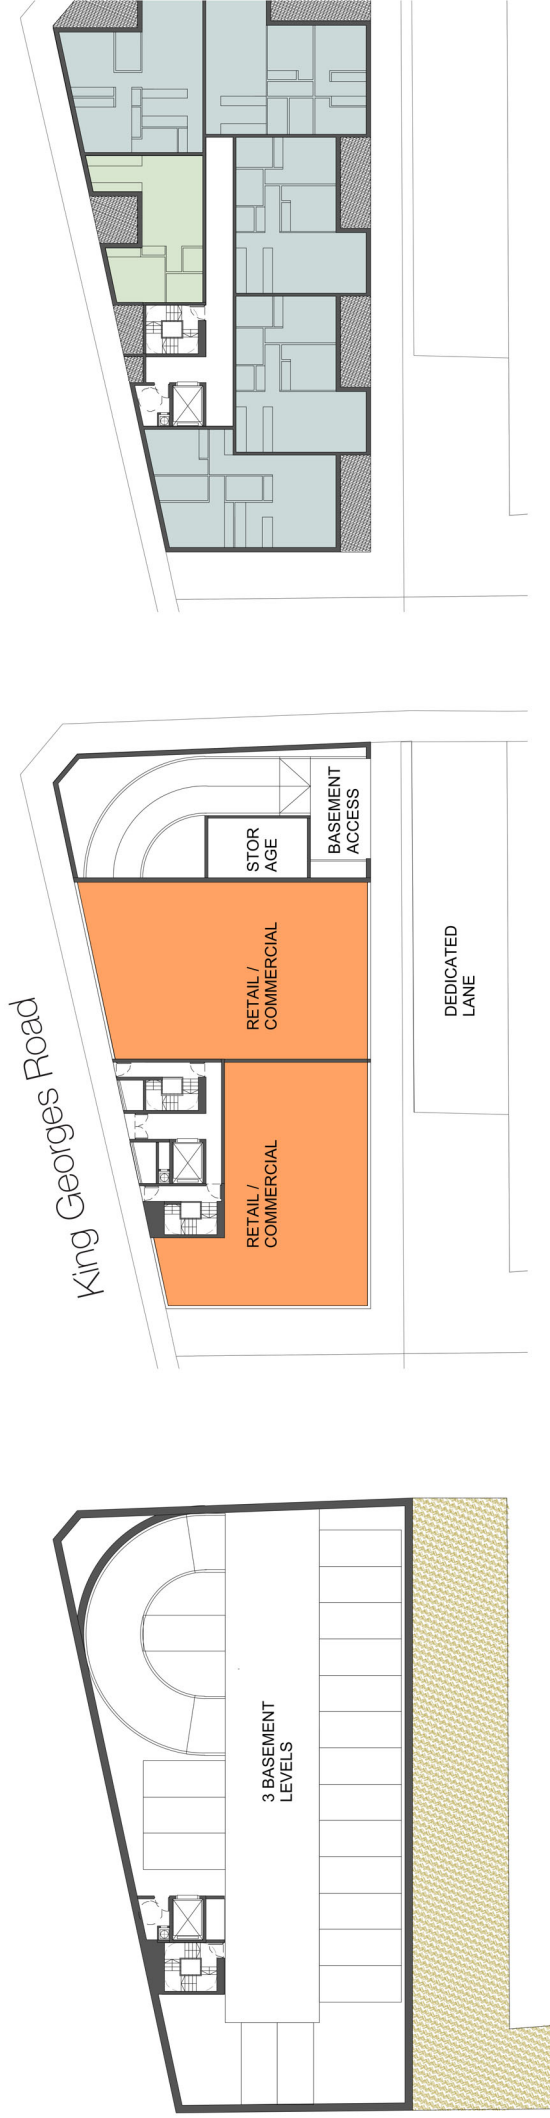 STOR
AGE
BASEMENT
ACCESS
RETAIL /
COMMERCIAL
DEDICATED
LANE
King Georges Road
RETAIL /
COMMERCIAL
3 BASEMENT
LEVELS